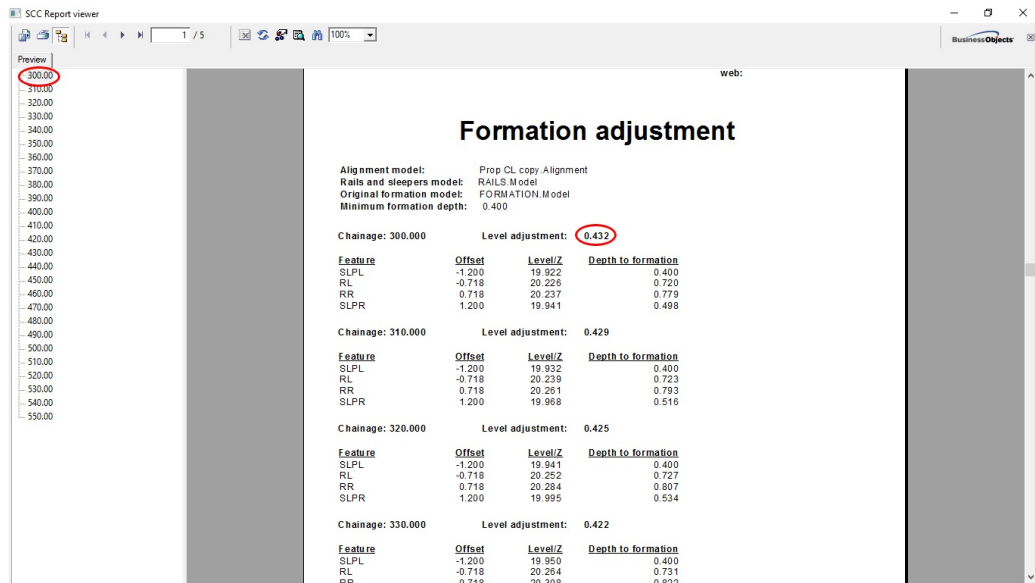 SCC Report viewer
1 / 5 100% BusinessObjects
Preview
300.00
310.00
320.00
330.00
340.00
350.00
360.00
370.00
380.00
390.00
400.00
410.00
420.00
430.00
440.00
450.00
460.00
470.00
480.00
490.00
500.00
510.00
520.00
530.00
540.00
550.00
web:
Formation adjustment
Alignment model: Prop CL copy.Alignment
Rails and sleepers model: RAILS.Model
Original formation model: FORMATION.Model
Minimum formation depth: 0.400
Chainage: 300.000 Level adjustment: 0.432
Feature Offset Level/Z Depth to formation
SLPL -1.200 19.922 0.400
RL -0.718 20.226 0.720
RR 0.718 20.237 0.779
SLPR 1.200 19.941 0.498
Chainage: 310.000 Level adjustment: 0.429
Feature Offset Level/Z Depth to formation
SLPL -1.200 19.932 0.400
RL -0.718 20.239 0.723
RR 0.718 20.261 0.793
SLPR 1.200 19.968 0.516
Chainage: 320.000 Level adjustment: 0.425
Feature Offset Level/Z Depth to formation
SLPL -1.200 19.941 0.400
RL -0.718 20.252 0.727
RR 0.718 20.284 0.807
SLPR 1.200 19.995 0.534
Chainage: 330.000 Level adjustment: 0.422
Feature Offset Level/Z Depth to formation
SLPL -1.200 19.950 0.400
RL -0.718 20.264 0.731
RR 0.718 20.308 0.822